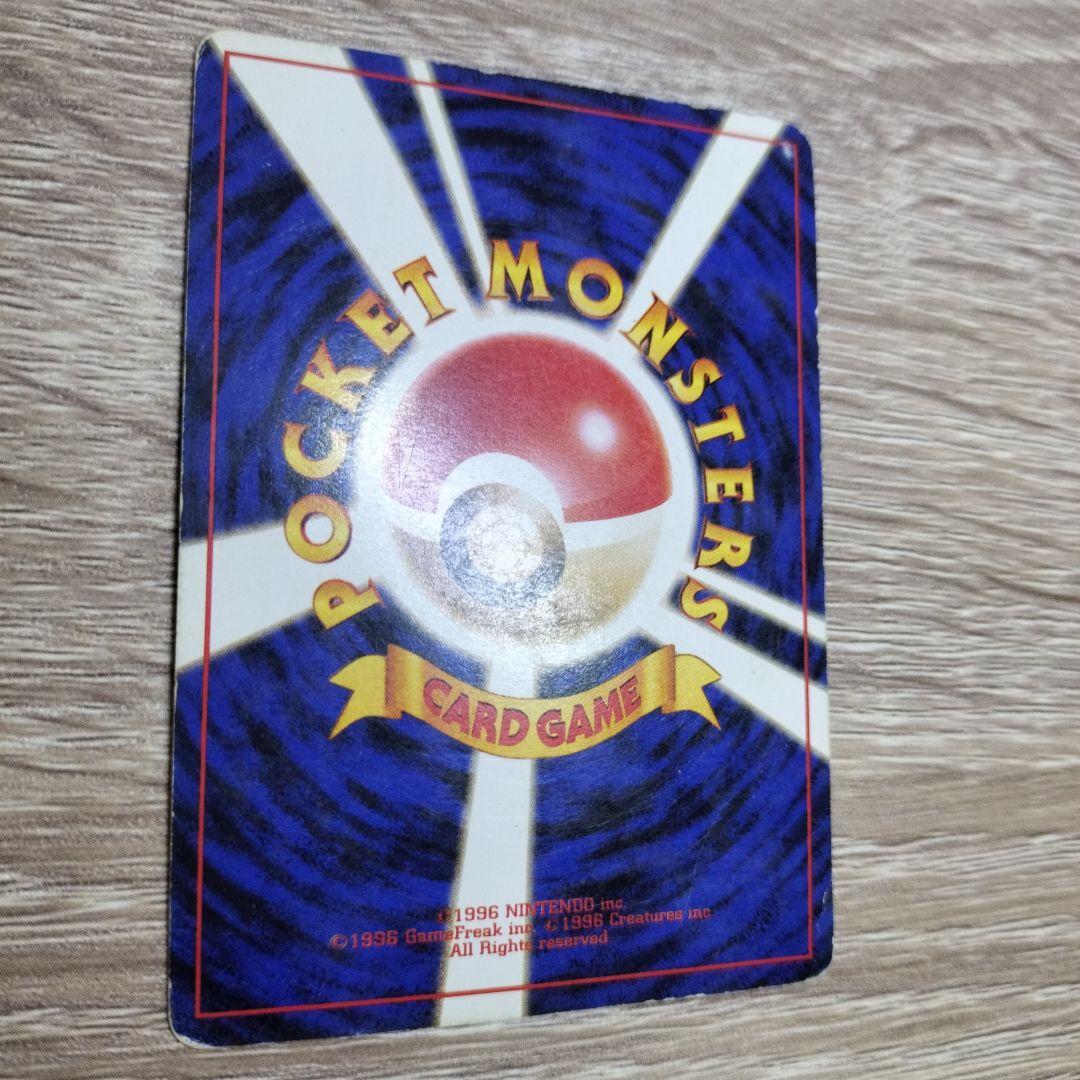 POCKET MONSTERS
CARD GAME
©1996 NINTENDO inc.
©1996 GameFreak inc. ©1996 Creatures inc.
All Rights reserved